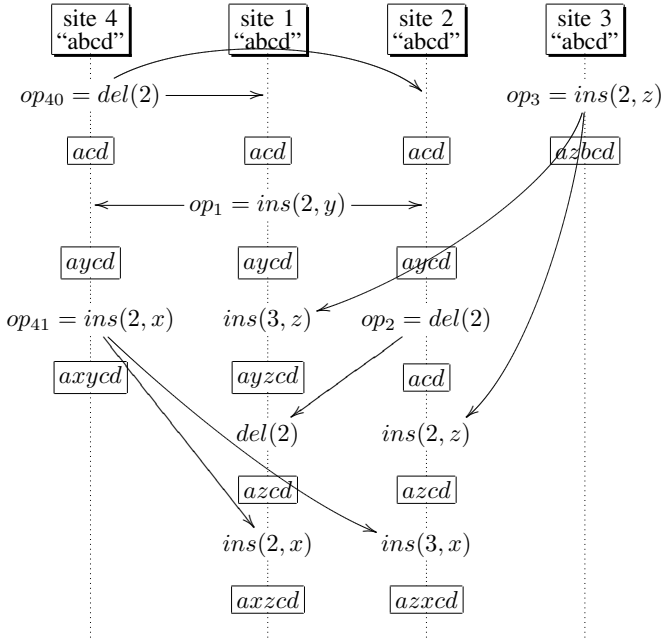 site 4 site 1 site 2 site 3
“abcd” “abcd” “abcd” “abcd”
op40 = del(2) op3 = ins(2, z)
acd acd acd azbcd
op1 = ins(2, y)
aycd aycd aycd
op41 = ins(2, x) ins(3, z) op2 = del(2)
axycd ayzcd acd
del(2) ins(2, z)
azcd azcd
ins(2, x) ins(3, x)
axzcd azxcd